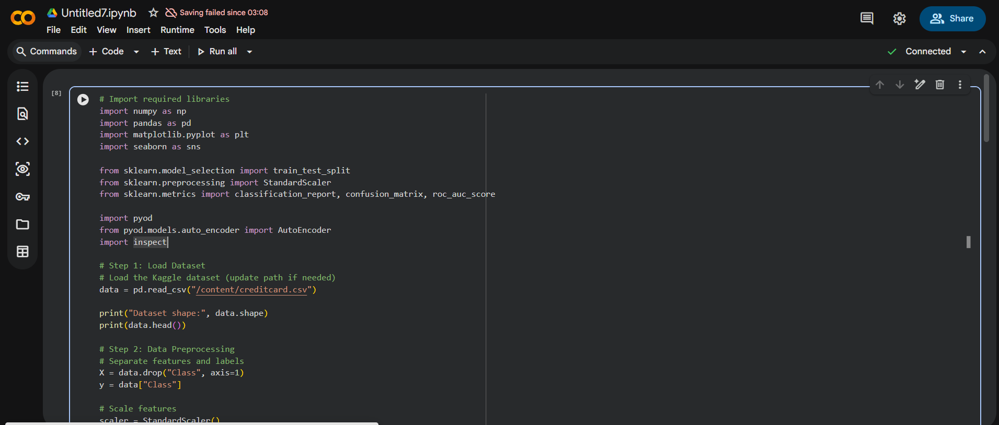 Untitled7.ipynb
Saving failed since 03:08
File Edit View Insert Runtime Tools Help
Share
Commands + Code + Text Run all
Connected
[8]
# Import required libraries
import numpy as np
import pandas as pd
import matplotlib.pyplot as plt
import seaborn as sns
from sklearn.model_selection import train_test_split
from sklearn.preprocessing import StandardScaler
from sklearn.metrics import classification_report, confusion_matrix, roc_auc_score
import pyod
from pyod.models.auto_encoder import AutoEncoder
import inspect
# Step 1: Load Dataset
# Load the Kaggle dataset (update path if needed)
data = pd.read_csv("/content/creditcard.csv")
print("Dataset shape:", data.shape)
print(data.head())
# Step 2: Data Preprocessing
# Separate features and labels
X = data.drop("Class", axis=1)
y = data["Class"]
# Scale features
scaler = StandardScaler()